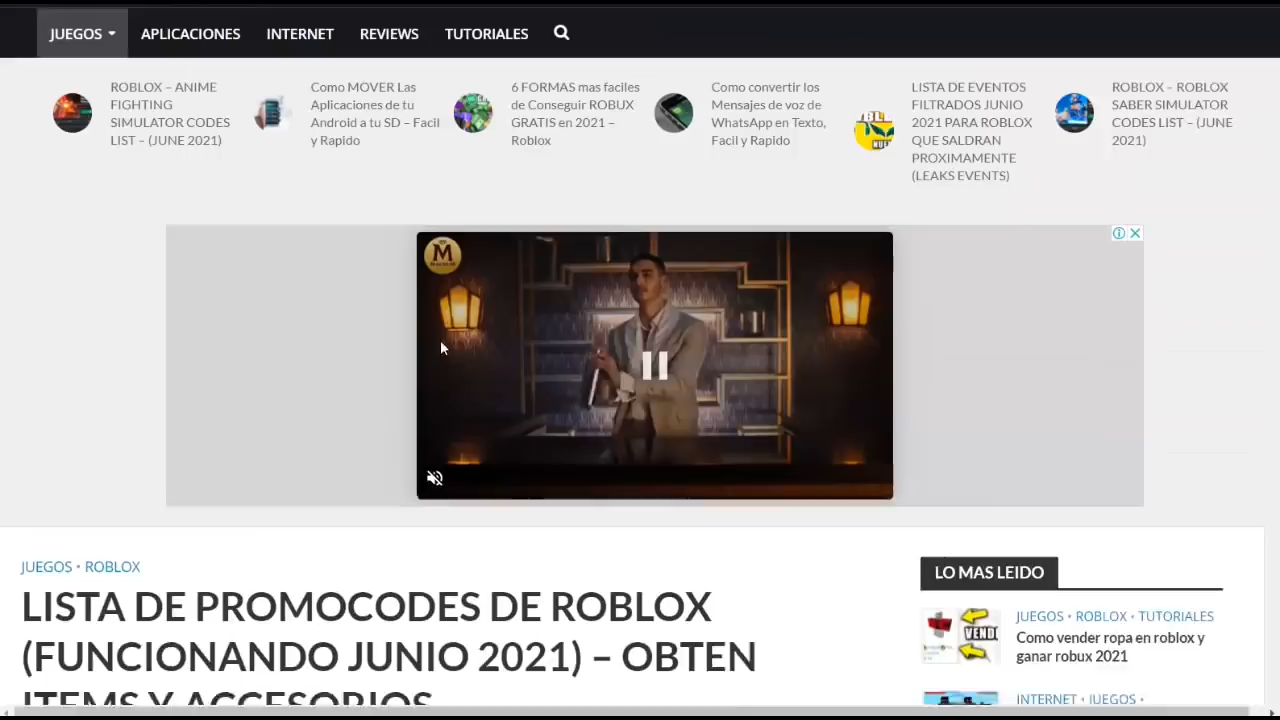 JUEGOS
APLICACIONES
INTERNET
REVIEWS
TUTORIALES
ROBLOX – ANIME
FIGHTING
SIMULATOR CODES
LIST – (JUNE 2021)
Como MOVER Las
Aplicaciones de tu
Android a tu SD – Facil
y Rapido
6 FORMAS mas faciles
de Conseguir ROBUX
GRATIS en 2021 –
Roblox
Como convertir los
Mensajes de voz de
WhatsApp en Texto,
Facil y Rapido
LISTA DE EVENTOS
FILTRADOS JUNIO
2021 PARA ROBLOX
QUE SALDRAN
PROXIMAMENTE
(LEAKS EVENTS)
ROBLOX – ROBLOX
SABER SIMULATOR
CODES LIST – (JUNE
2021)
M
JUEGOS • ROBLOX
LISTA DE PROMOCODES DE ROBLOX
(FUNCIONANDO JUNIO 2021) – OBTEN
ITEMS Y ACCESORIOS
LO MAS LEIDO
JUEGOS • ROBLOX • TUTORIALES
Como vender ropa en roblox y
ganar robux 2021
INTERNET • JUEGOS •